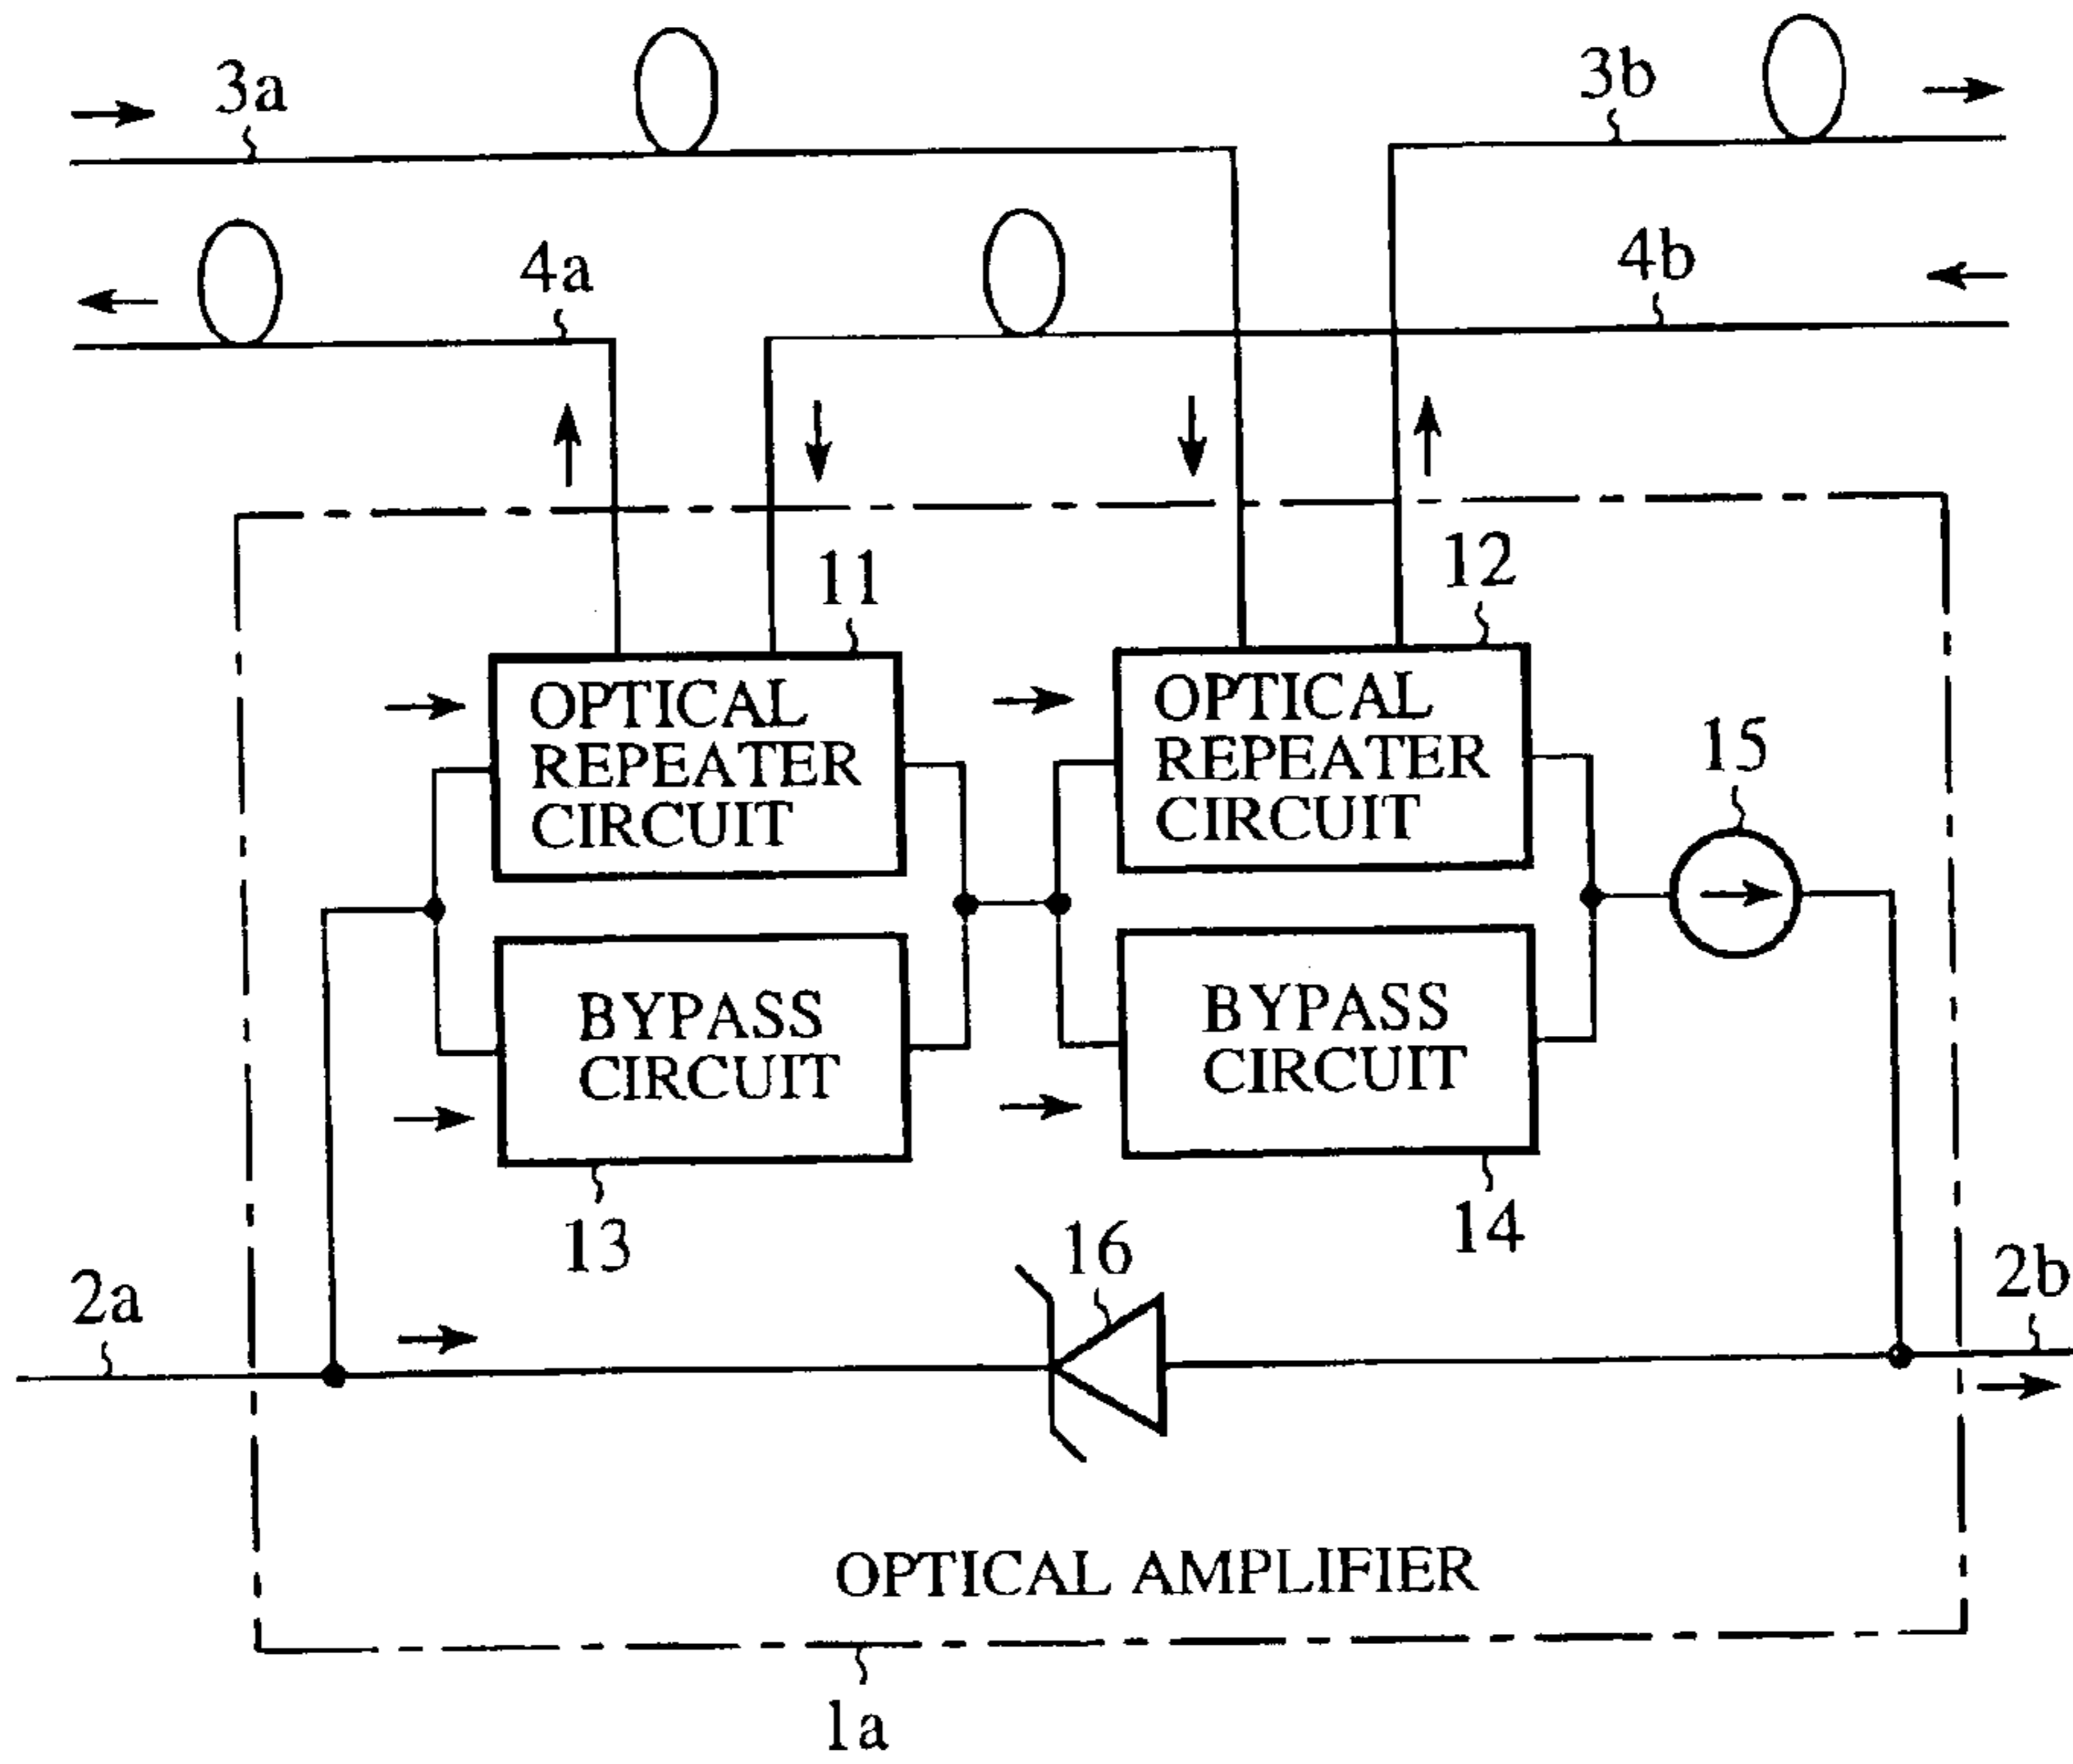 3a
3b
4a
4b
11
12
OPTICAL
REPEATER
CIRCUIT
OPTICAL
REPEATER
CIRCUIT
15
BYPASS
CIRCUIT
BYPASS
CIRCUIT
13
14
16
2a
2b
OPTICAL AMPLIFIER
1a